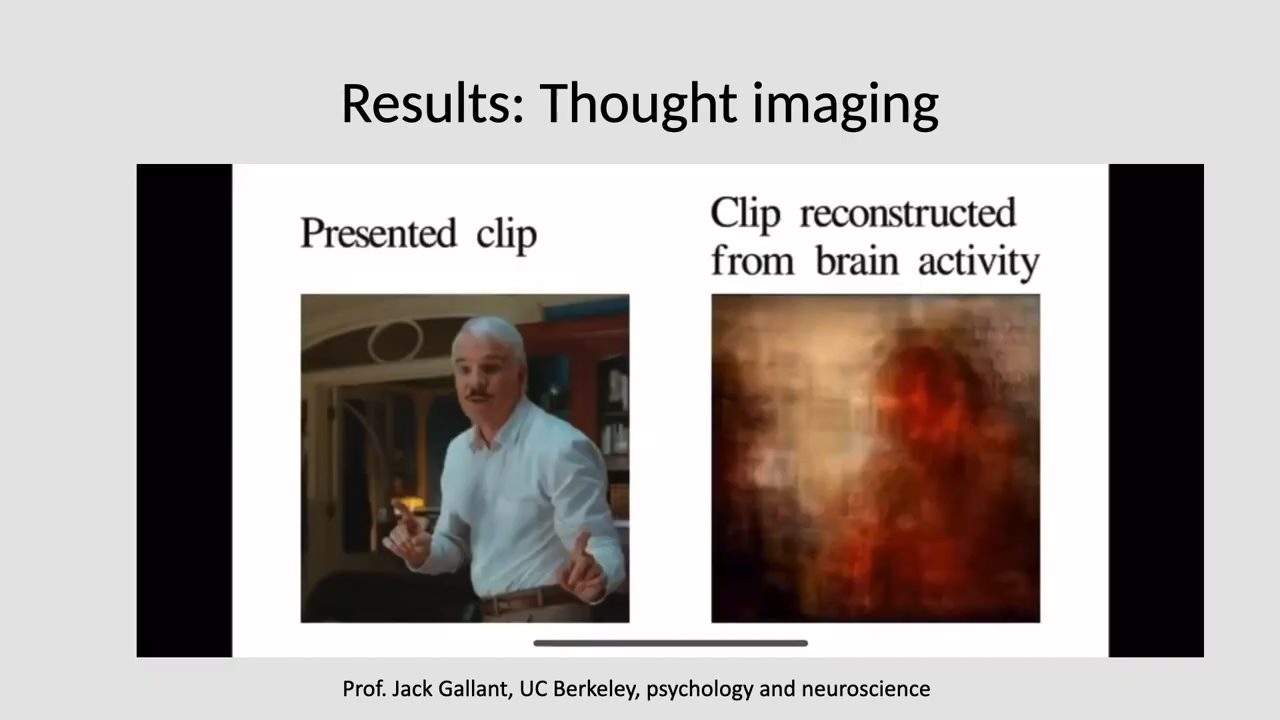 Results: Thought imaging
Presented clip
Clip reconstructed
from brain activity
Prof. Jack Gallant, UC Berkeley, psychology and neuroscience